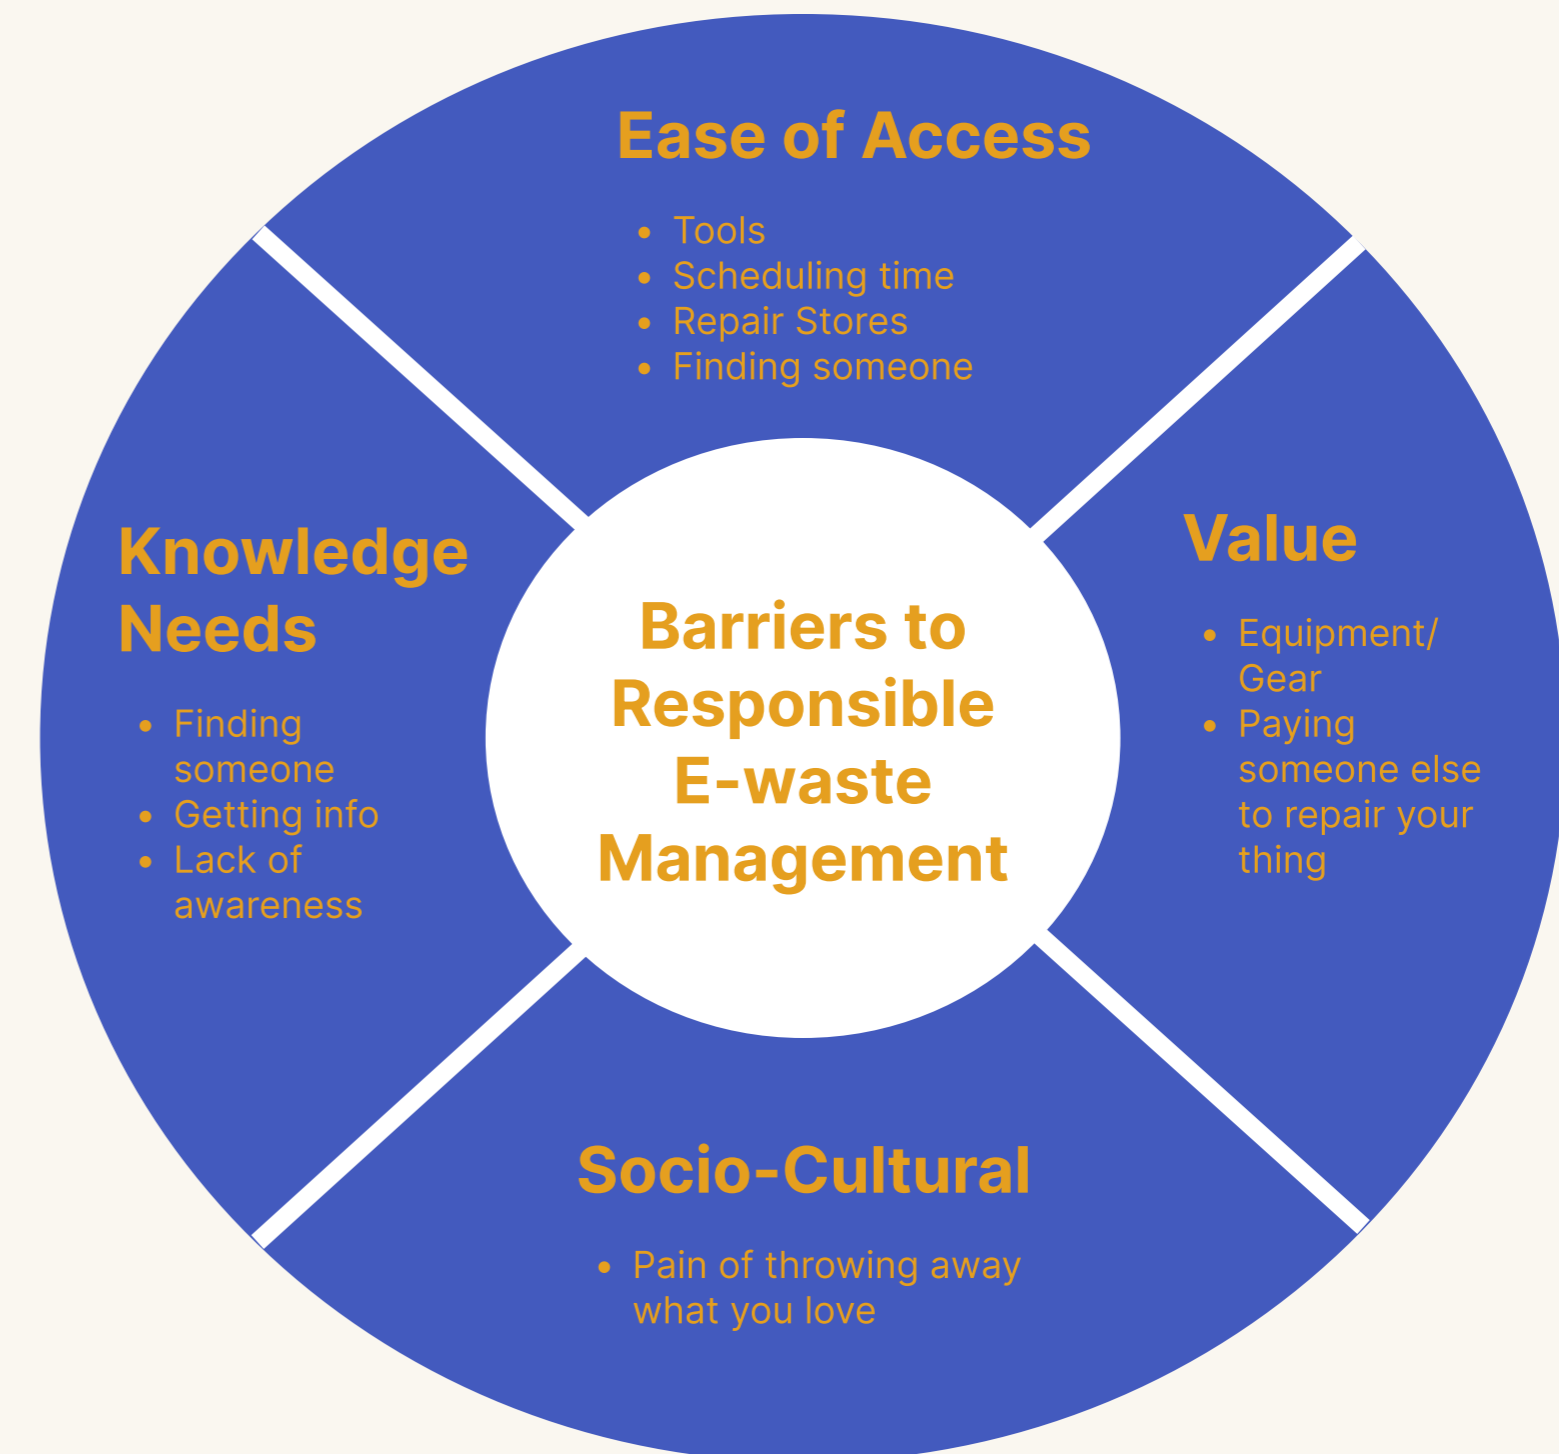 Ease of Access
• Tools
• Scheduling time
• Repair Stores
• Finding someone
Knowledge
Needs
• Finding
someone
• Getting info
• Lack of
awareness
Barriers to
Responsible
E-waste
Management
Value
• Equipment/
Gear
• Paying
someone else
to repair your
thing
Socio-Cultural
• Pain of throwing away
what you love